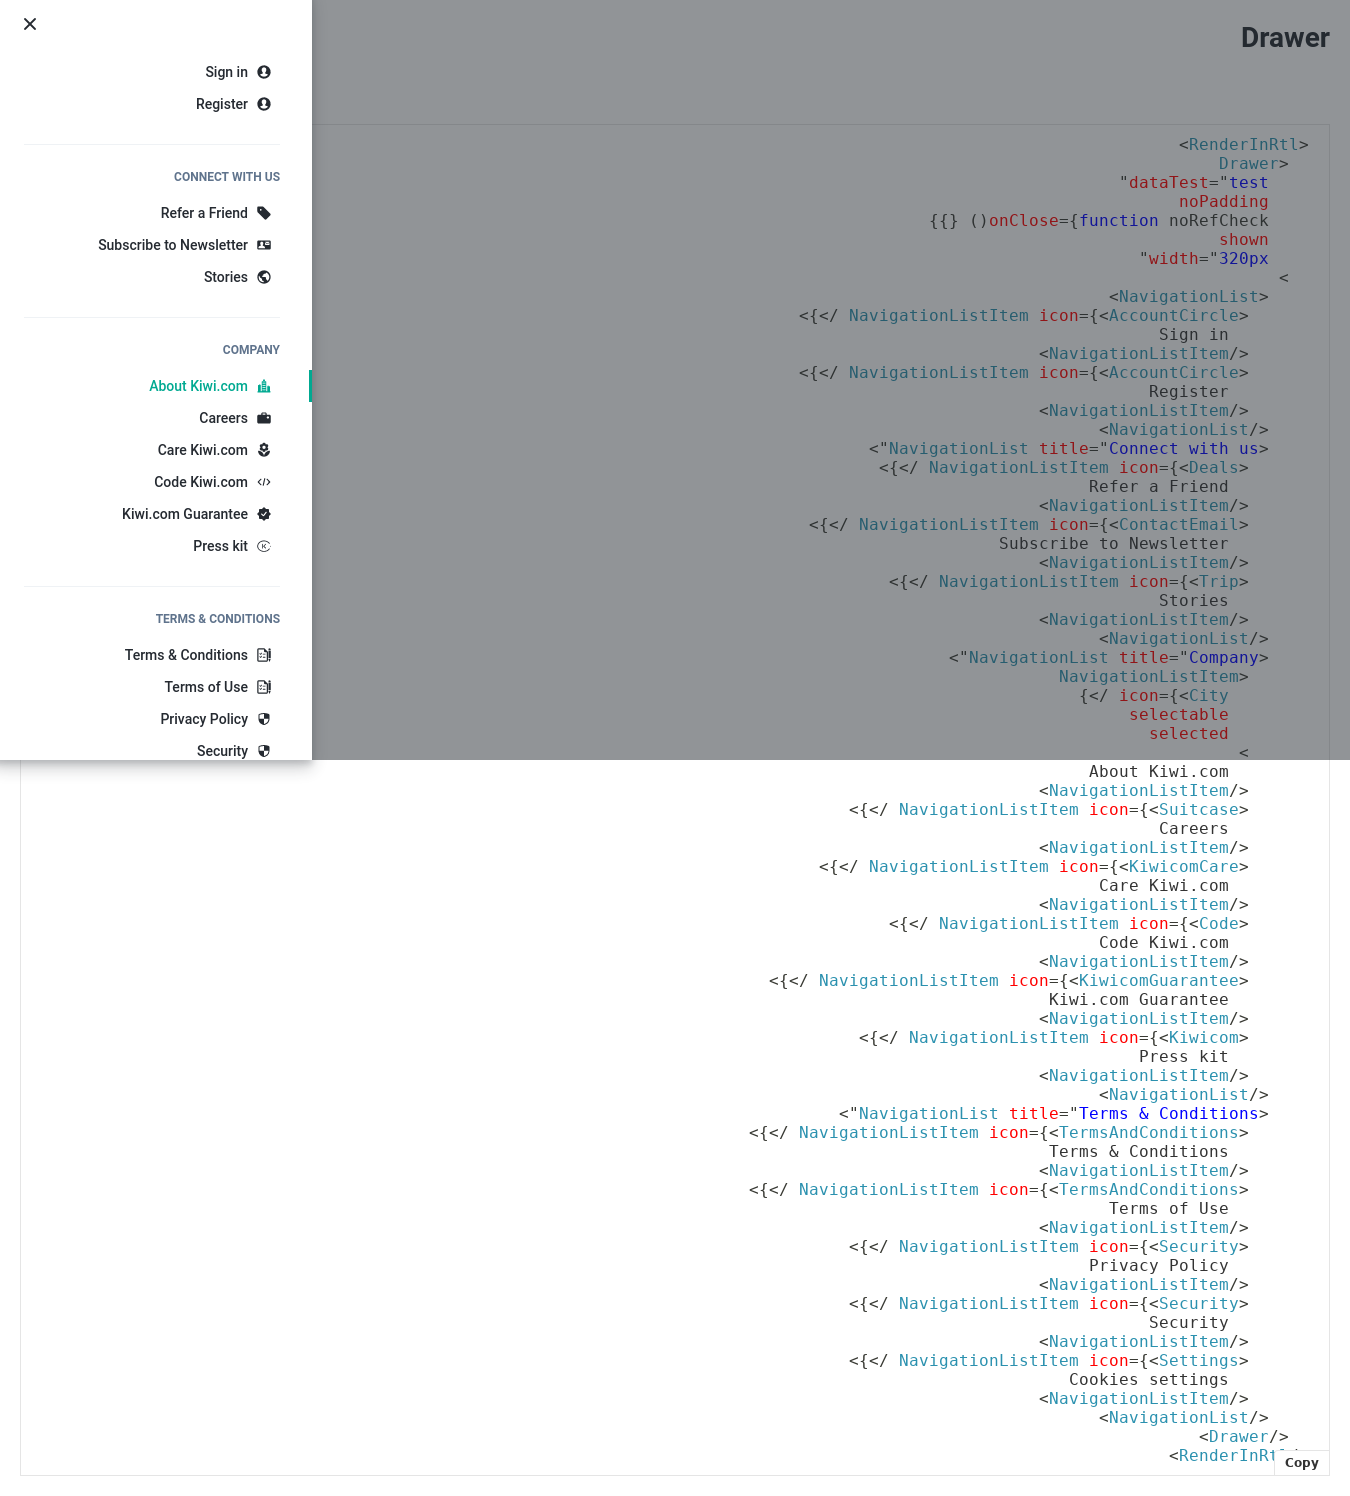 Drawer
Sign in
Register
CONNECT WITH US
Refer a Friend
Subscribe to Newsletter
Stories
COMPANY
About Kiwi.com
Careers
Care Kiwi.com
Code Kiwi.com
Kiwi.com Guarantee
Press kit
TERMS & CONDITIONS
Terms & Conditions
Terms of Use
Privacy Policy
Security
<RenderInRtl>
Drawer>
"dataTest="test
noPadding
{{} ()onClose={function noRefCheck
shown
"width="320px
<
<NavigationList>
<{</ NavigationListItem icon={<AccountCircle>
Sign in
<NavigationListItem/>
<{</ NavigationListItem icon={<AccountCircle>
Register
<NavigationListItem/>
<NavigationList/>
<"NavigationList title="Connect with us>
<{</ NavigationListItem icon={<Deals>
Refer a Friend
<NavigationListItem/>
<{</ NavigationListItem icon={<ContactEmail>
Subscribe to Newsletter
<NavigationListItem/>
<{</ NavigationListItem icon={<Trip>
Stories
<NavigationListItem/>
<NavigationList/>
<"NavigationList title="Company>
NavigationListItem>
{</ icon={<City
selectable
selected
<
About Kiwi.com
<NavigationListItem/>
<{</ NavigationListItem icon={<Suitcase>
Careers
<NavigationListItem/>
<{</ NavigationListItem icon={<KiwicomCare>
Care Kiwi.com
<NavigationListItem/>
<{</ NavigationListItem icon={<Code>
Code Kiwi.com
<NavigationListItem/>
<{</ NavigationListItem icon={<KiwicomGuarantee>
Kiwi.com Guarantee
<NavigationListItem/>
<{</ NavigationListItem icon={<Kiwicom>
Press kit
<NavigationListItem/>
<NavigationList/>
<"NavigationList title="Terms & Conditions>
<{</ NavigationListItem icon={<TermsAndConditions>
Terms & Conditions
<NavigationListItem/>
<{</ NavigationListItem icon={<TermsAndConditions>
Terms of Use
<NavigationListItem/>
<{</ NavigationListItem icon={<Security>
Privacy Policy
<NavigationListItem/>
<{</ NavigationListItem icon={<Security>
Security
<NavigationListItem/>
<{</ NavigationListItem icon={<Settings>
Cookies settings
<NavigationListItem/>
<NavigationList/>
<Drawer/>
<RenderInRt
Copy